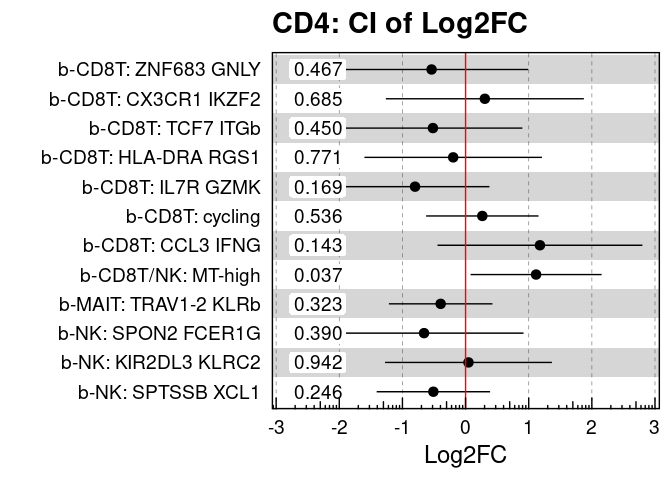 CD4: CI of Log2FC
b-CD8T: ZNF683 GNLY 0.467
b-CD8T: CX3CR1 IKZF2 0.685
b-CD8T: TCF7 ITGb 0.450
b-CD8T: HLA-DRA RGS1 0.771
b-CD8T: IL7R GZMK 0.169
b-CD8T: cycling 0.536
b-CD8T: CCL3 IFNG 0.143
b-CD8T/NK: MT-high 0.037
b-MAIT: TRAV1-2 KLRb 0.323
b-NK: SPON2 FCER1G 0.390
b-NK: KIR2DL3 KLRC2 0.942
b-NK: SPTSSB XCL1 0.246
-3 -2 -1 0 1 2 3
Log2FC